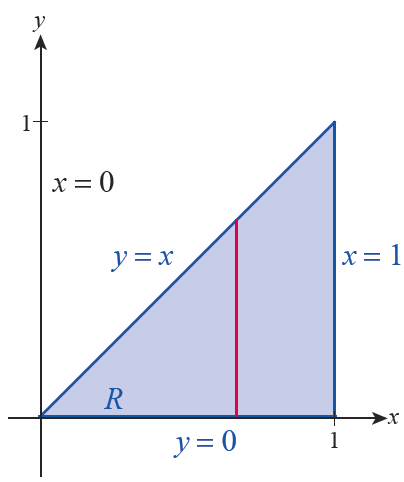 y
1
x = 0
y = x
x = 1
R
x
y = 0
1